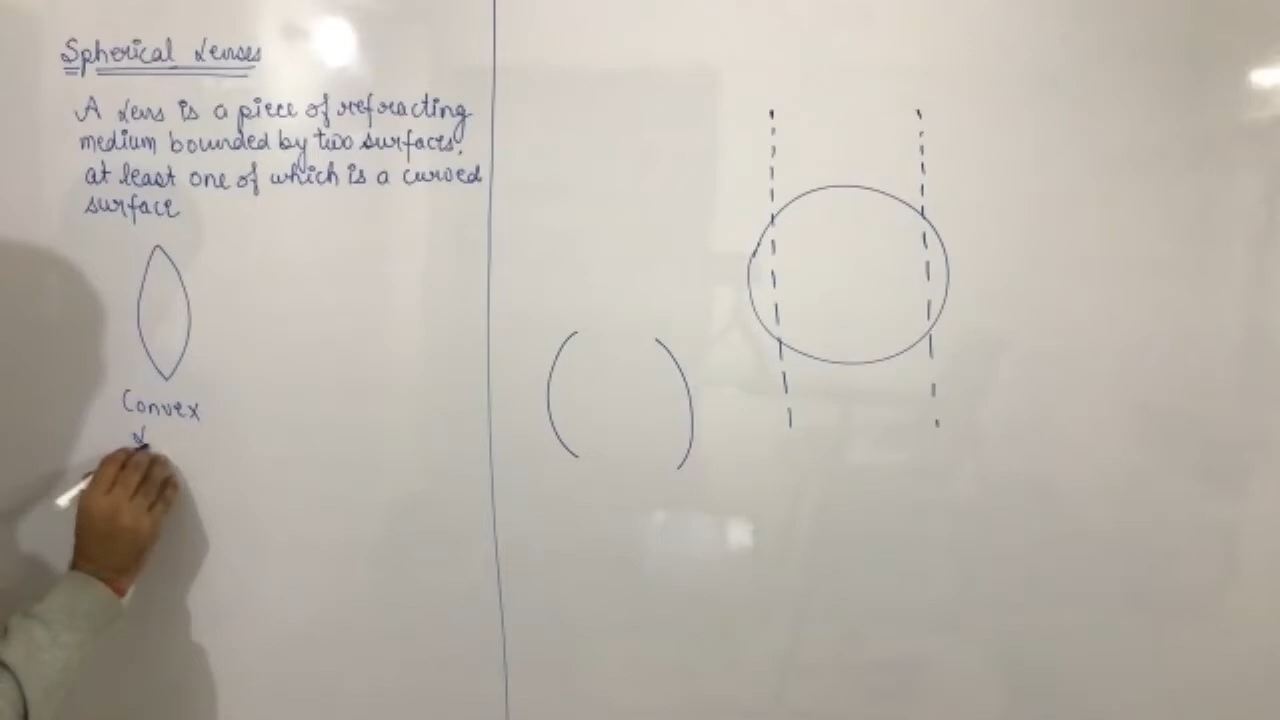 Spherical Lenses
A Lens is a piece of refracting
medium bounded by two surfaces,
at least one of which is a curved
surface
Convex